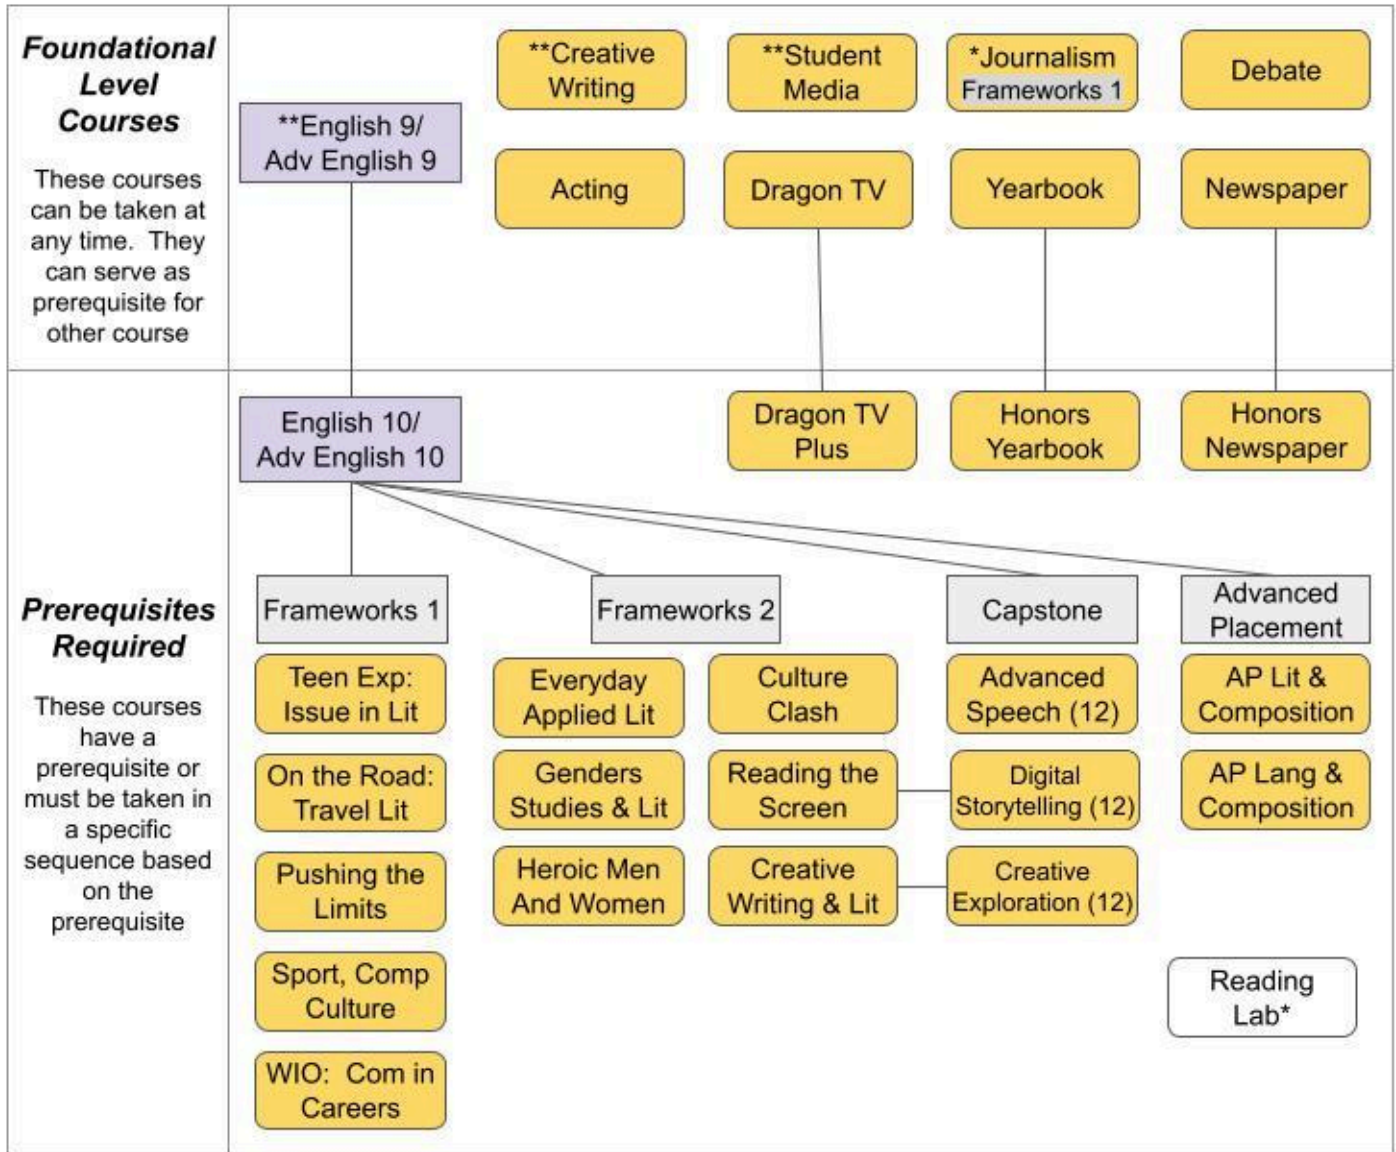 Foundational
Level
Courses
These courses
can be taken at
any time.  They
can serve as
prerequisite for
other course
**English 9/
Adv English 9
**Creative
Writing
**Student
Media
*Journalism
Frameworks 1
Debate
Acting
Dragon TV
Yearbook
Newspaper
Prerequisites
Required
These courses
have a
prerequisite or
must be taken in
a specific
sequence based
on the
prerequisite
English 10/
Adv English 10
Dragon TV
Plus
Honors
Yearbook
Honors
Newspaper
Frameworks 1
Teen Exp:
Issue in Lit
On the Road:
Travel Lit
Pushing the
Limits
Sport, Comp
Culture
WIO:  Com in
Careers
Frameworks 2
Everyday
Applied Lit
Genders
Studies & Lit
Heroic Men
And Women
Culture
Clash
Reading the
Screen
Creative
Writing & Lit
Capstone
Advanced
Speech (12)
Digital
Storytelling (12)
Creative
Exploration (12)
Advanced
Placement
AP Lit &
Composition
AP Lang &
Composition
Reading
Lab*